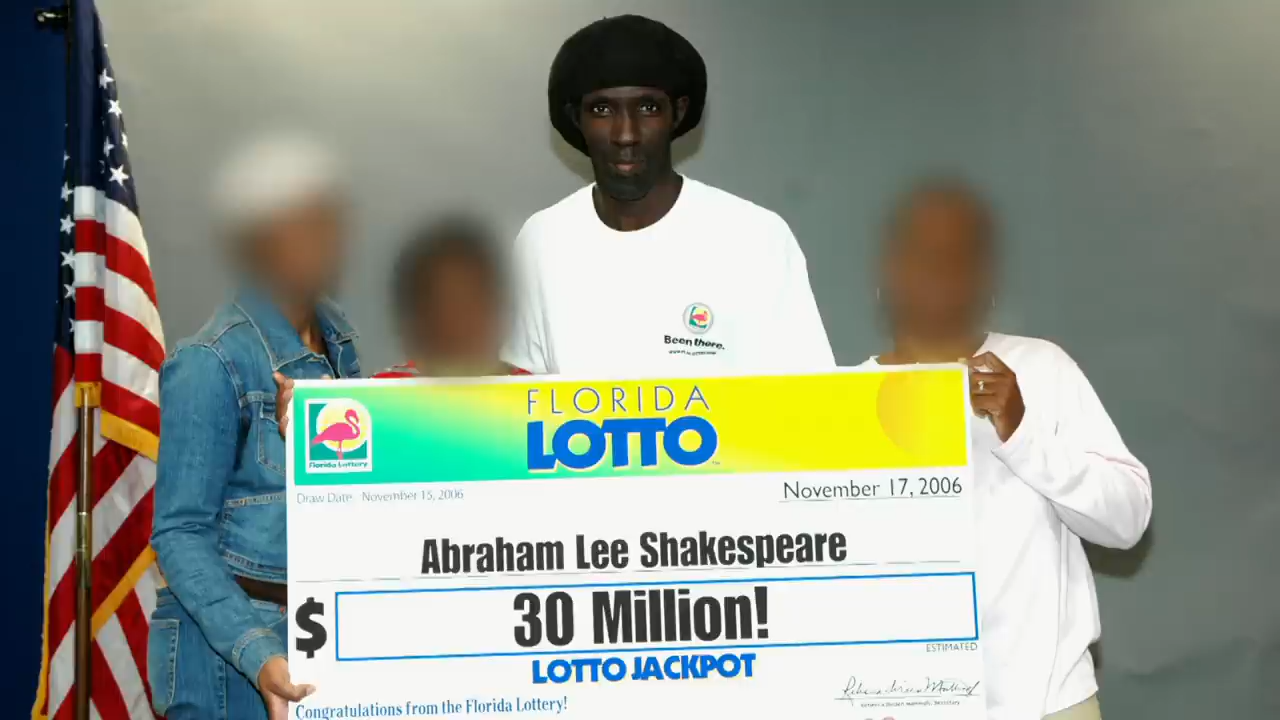 Been there.
FLORIDA
LOTTO
Florida Lottery
Draw Date November 15, 2006
November 17, 2006
Abraham Lee Shakespeare
$ 30 Million!
ESTIMATED
LOTTO JACKPOT
Congratulations from the Florida Lottery!